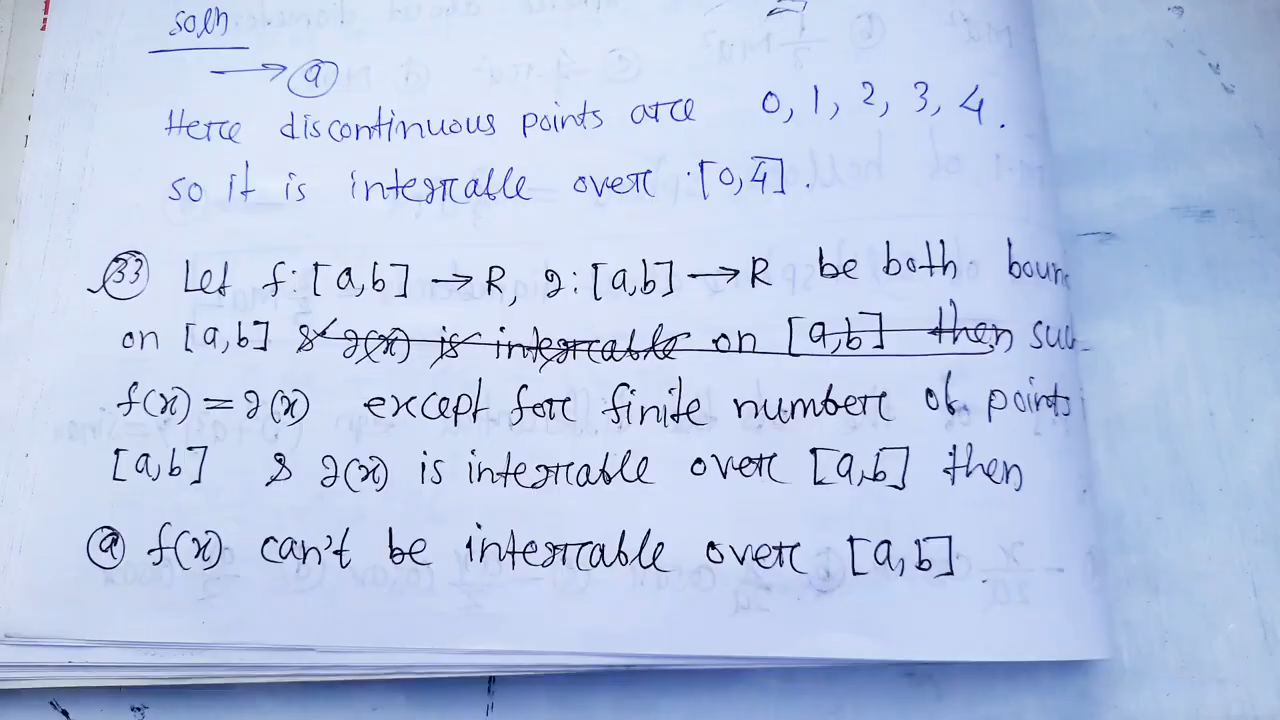 soln
→ (a)
Here discontinuous points are 0, 1, 2, 3, 4.
so it is integrable over [0,4].
(33) Let f:[a,b] → R, g:[a,b] → R be both boun
on [a,b] & g(x) is integrable on [a,b] then suc
f(x) = g(x) except for finite number of points
[a,b] & g(x) is integrable over [a,b] then
(a) f(x) can't be integrable over [a,b].